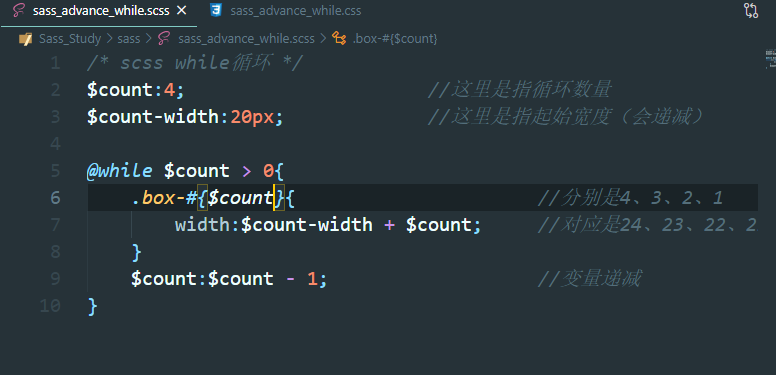 sass_advance_while.scss × sass_advance_while.css
Sass_Study > sass > sass_advance_while.scss > .box-#{$count}
1 /* scss while循环 */
2 $count:4; //这里是指循环数量
3 $count-width:20px; //这里是指起始宽度（会递减）
4
5 @while $count > 0{
6 .box-#{$count}{ //分别是4、3、2、1
7 width:$count-width + $count; //对应是24、23、22、2
8 }
9 $count:$count - 1; //变量递减
10 }